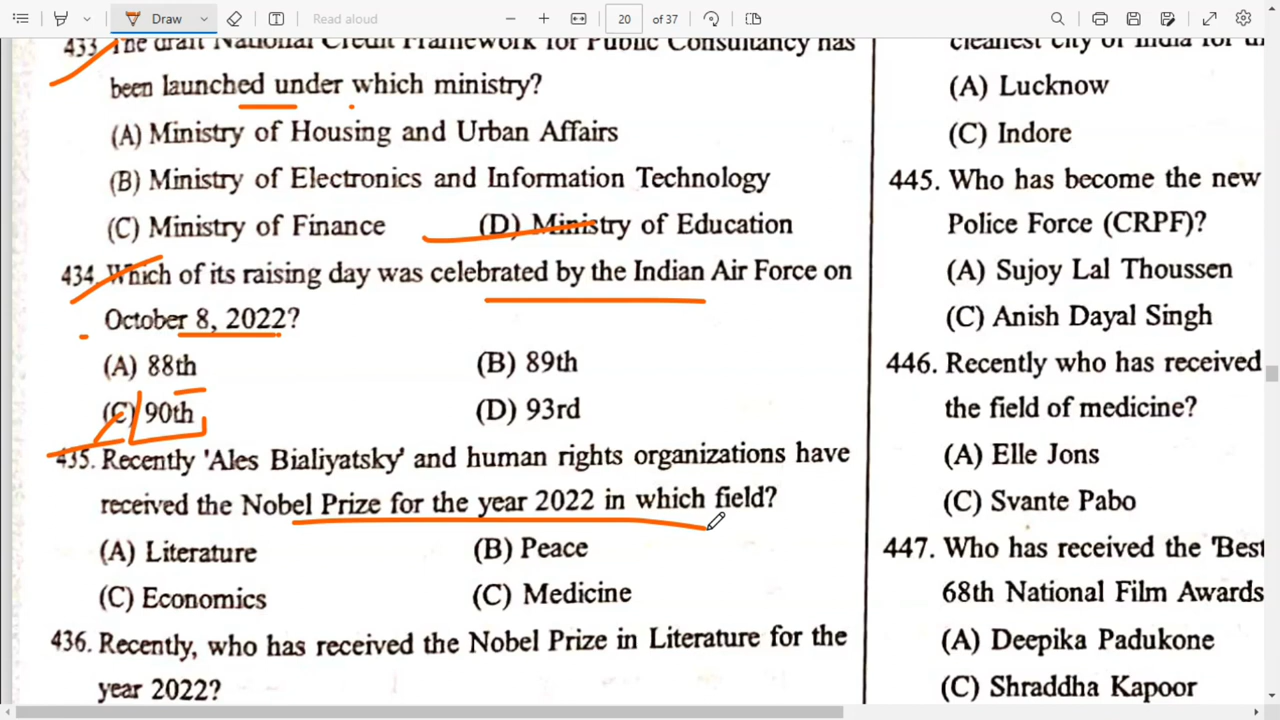 Draw
Read aloud
20 of 37
433. The draft National Credit Framework for Public Consultancy has
been launched under which ministry?
(A) Ministry of Housing and Urban Affairs
(B) Ministry of Electronics and Information Technology
(C) Ministry of Finance (D) Ministry of Education
434. Which of its raising day was celebrated by the Indian Air Force on
October 8, 2022?
(A) 88th (B) 89th
(C) 90th (D) 93rd
435. Recently 'Ales Bialiyatsky' and human rights organizations have
received the Nobel Prize for the year 2022 in which field?
(A) Literature (B) Peace
(C) Economics (C) Medicine
436. Recently, who has received the Nobel Prize in Literature for the
year 2022?
cleanest city of India for
(A) Lucknow
(C) Indore
445. Who has become the new
Police Force (CRPF)?
(A) Sujoy Lal Thoussen
(C) Anish Dayal Singh
446. Recently who has received
the field of medicine?
(A) Elle Jons
(C) Svante Pabo
447. Who has received the 'Best
68th National Film Awards
(A) Deepika Padukone
(C) Shraddha Kapoor